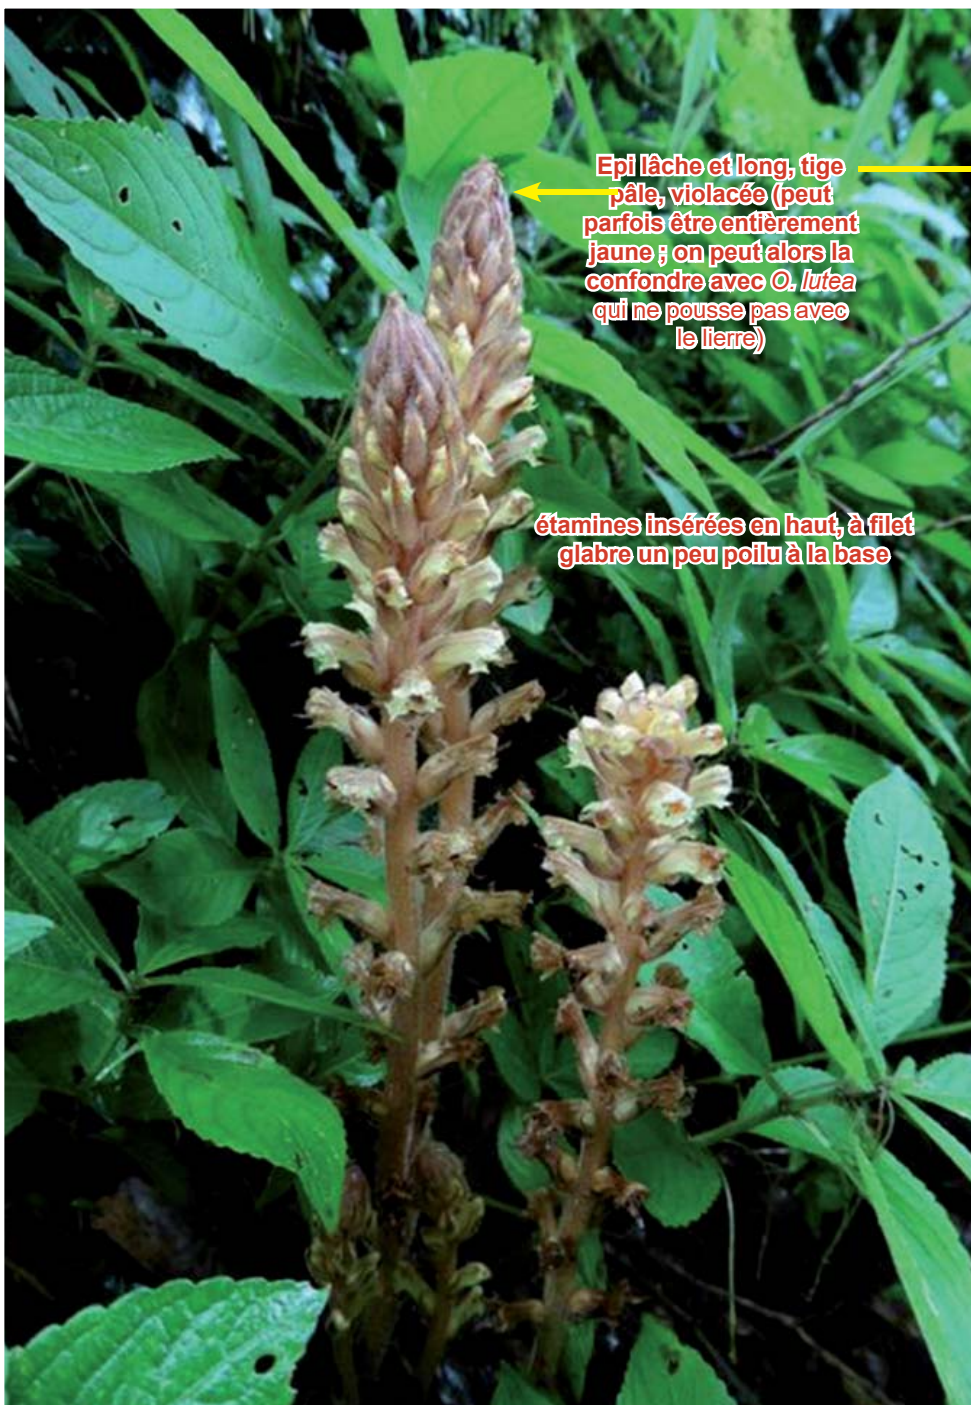 Epi lâche et long, tige
pâle, violacée (peut
parfois être entièrement
jaune ; on peut alors la
confondre avec O. lutea
qui ne pousse pas avec
le lierre)
étamines insérées en haut, à filet
glabre un peu poilu à la base